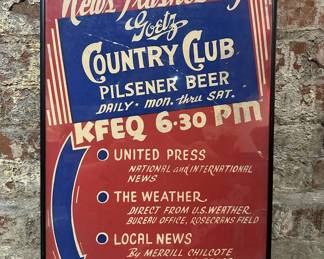 News
Goetz
COUNTRY CLUB
PILSENER BEER
DAILY · MON. thru SAT.
KFEQ 6·30 PM
UNITED PRESS
NATIONAL and INTERNATIONAL
NEWS
THE WEATHER
DIRECT FROM U.S. WEATHER
BUREAU OFFICE, ROSECRANS FIELD
LOCAL NEWS
By MERRILL CHILCOTE